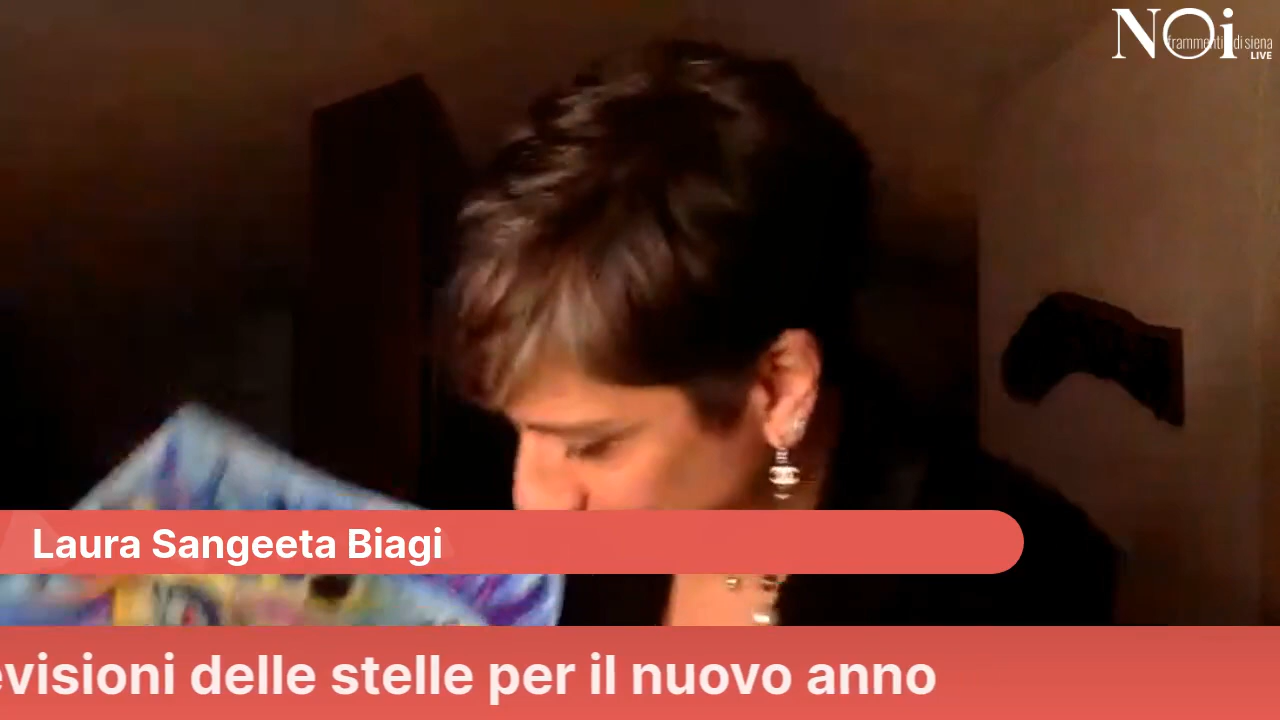 NOi
frammenti di siena
LIVE
Laura Sangeeta Biagi
evisioni delle stelle per il nuovo anno